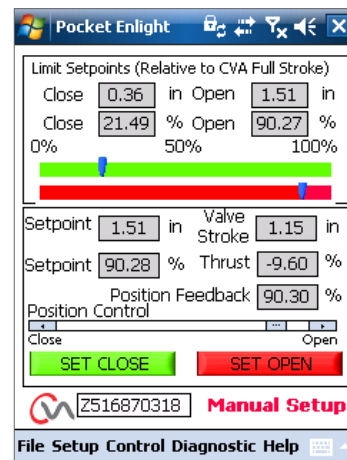 Pocket Enlight
Limit Setpoints (Relative to CVA Full Stroke)
Close 0.36 in Open 1.51 in
Close 21.49 % Open 90.27 %
0% 50% 100%
Setpoint 1.51 in Valve Stroke 1.15 in
Setpoint 90.28 % Thrust -9.60 %
Position Feedback 90.30 %
Position Control
Close Open
SET CLOSE SET OPEN
Z516870318 Manual Setup
File Setup Control Diagnostic Help